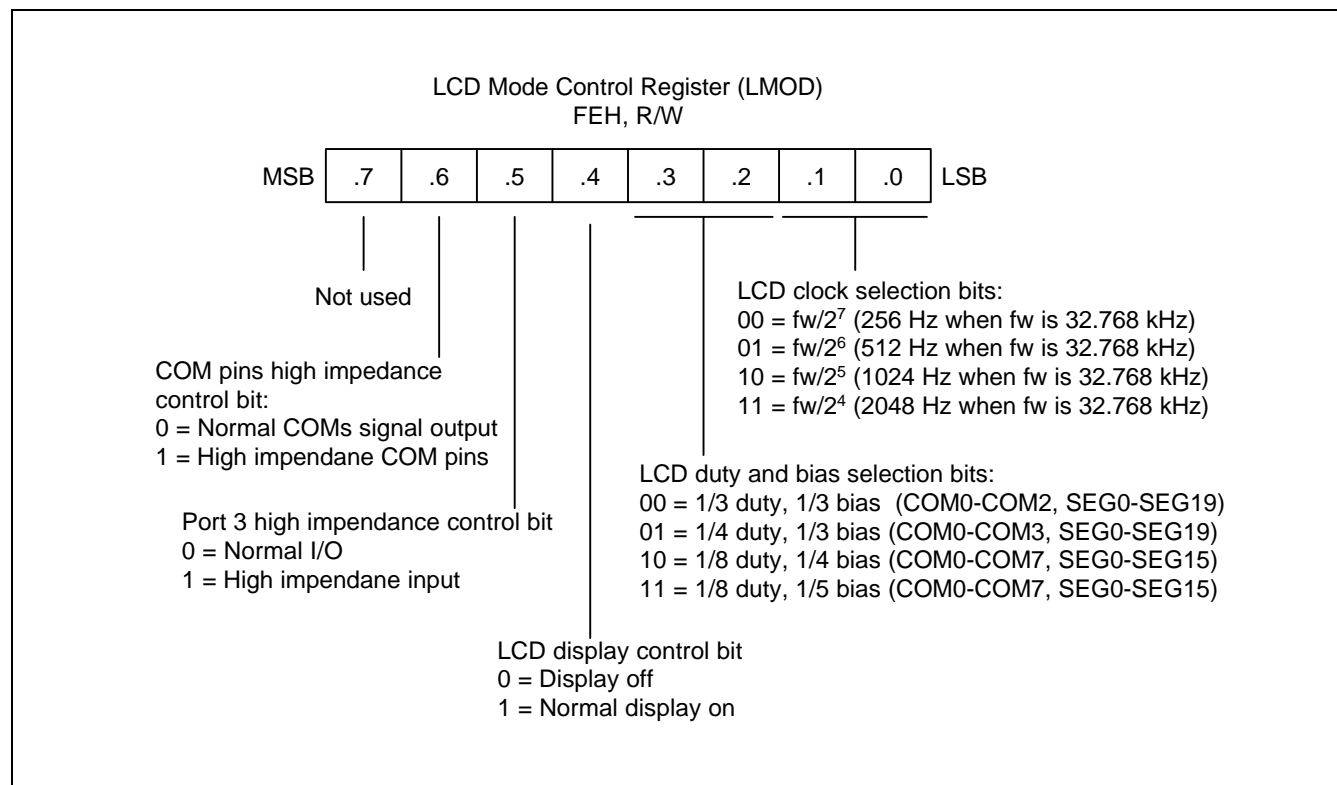 LCD Mode Control Register (LMOD)
FEH, R/W
MSB .7 .6 .5 .4 .3 .2 .1 .0 LSB
Not used
COM pins high impedance
control bit:
0 = Normal COMs signal output
1 = High impendane COM pins
Port 3 high impendance control bit
0 = Normal I/O
1 = High impendane input
LCD display control bit
0 = Display off
1 = Normal display on
LCD duty and bias selection bits:
00 = 1/3 duty, 1/3 bias (COM0-COM2, SEG0-SEG19)
01 = 1/4 duty, 1/3 bias (COM0-COM3, SEG0-SEG19)
10 = 1/8 duty, 1/4 bias (COM0-COM7, SEG0-SEG15)
11 = 1/8 duty, 1/5 bias (COM0-COM7, SEG0-SEG15)
LCD clock selection bits:
00 = fw/2⁷ (256 Hz when fw is 32.768 kHz)
01 = fw/2⁶ (512 Hz when fw is 32.768 kHz)
10 = fw/2⁵ (1024 Hz when fw is 32.768 kHz)
11 = fw/2⁴ (2048 Hz when fw is 32.768 kHz)